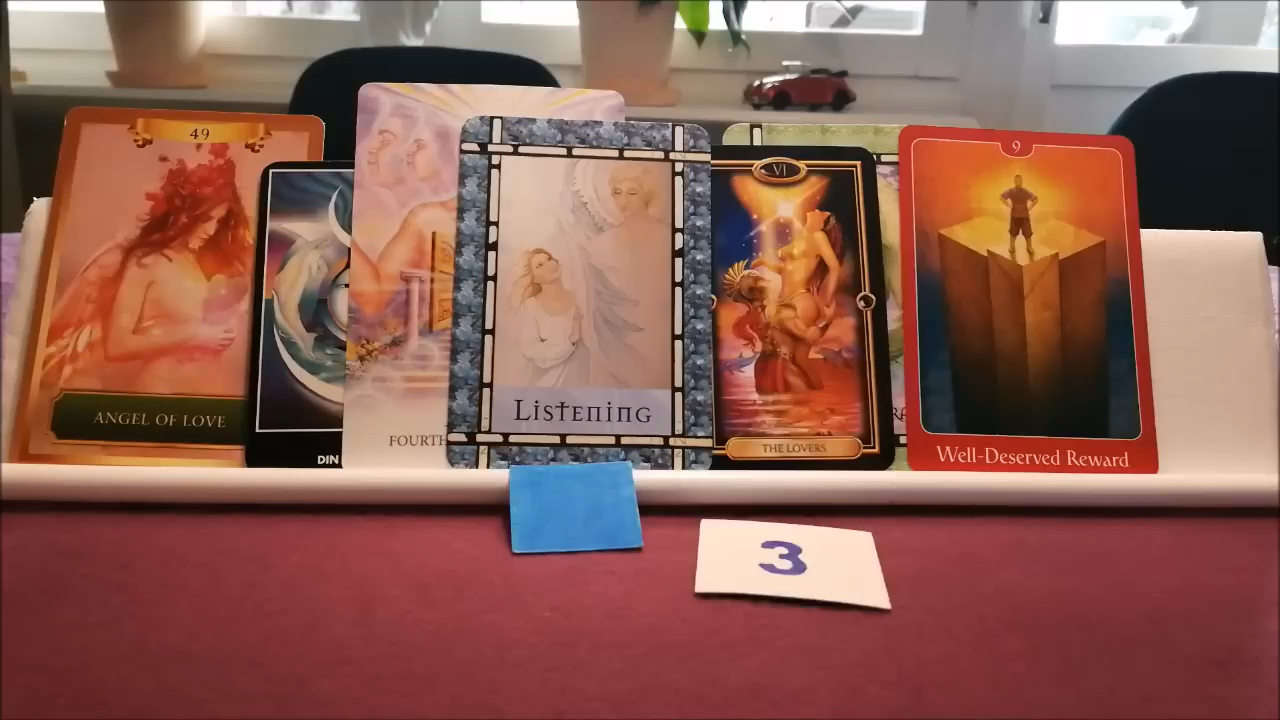 49
ANGEL OF LOVE
DIN
FOURTH
LISTENING
VI
THE LOVERS
9
Well-Deserved Reward
3